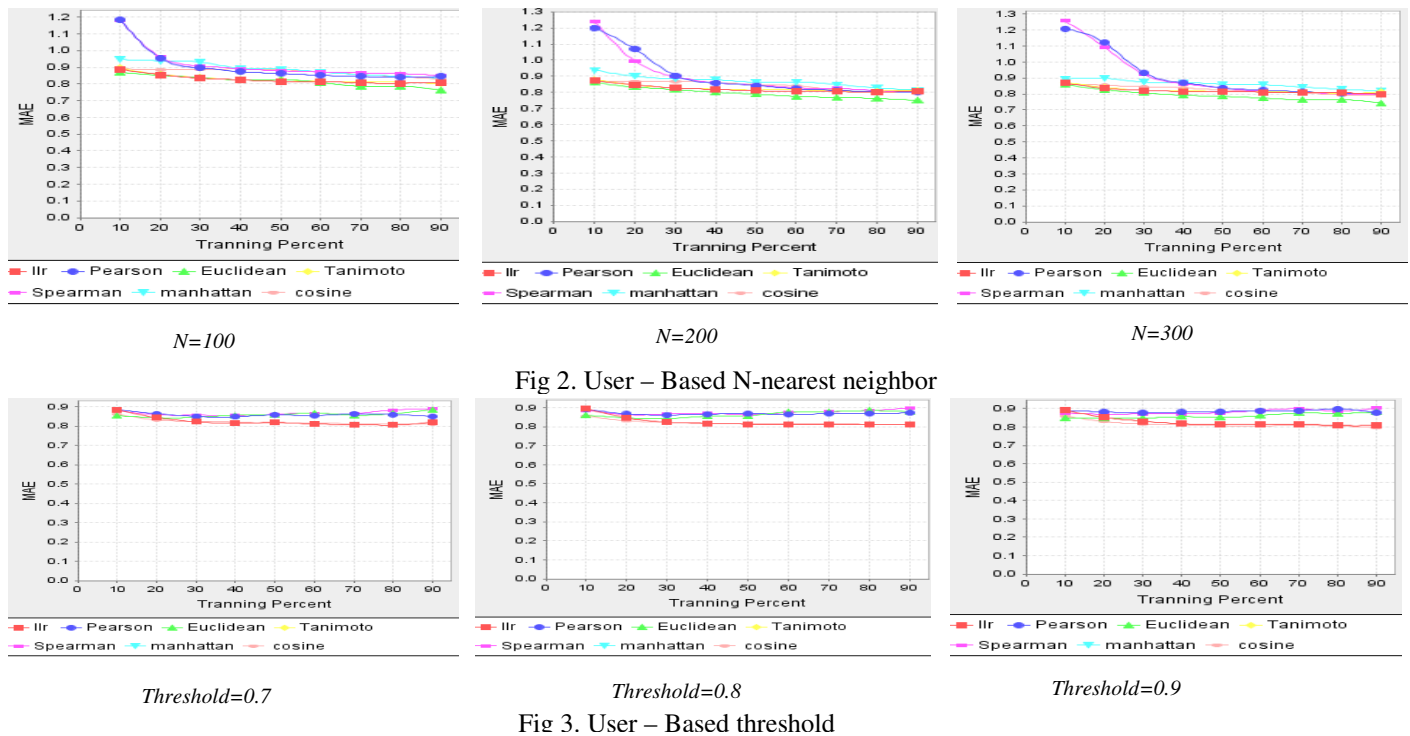 1.2
1.1
1.0
0.9
0.8
0.7
0.6
0.5
0.4
0.3
0.2
0.1
0.0
MAE
0 10 20 30 40 50 60 70 80 90
Tranning Percent
llr Pearson Euclidean Tanimoto
Spearman manhattan cosine
N=100
1.3
1.2
1.1
1.0
0.9
0.8
0.7
0.6
0.5
0.4
0.3
0.2
0.1
0.0
MAE
0 10 20 30 40 50 60 70 80 90
Tranning Percent
llr Pearson Euclidean Tanimoto
Spearman manhattan cosine
N=200
1.3
1.2
1.1
1.0
0.9
0.8
0.7
0.6
0.5
0.4
0.3
0.2
0.1
0.0
MAE
0 10 20 30 40 50 60 70 80 90
Tranning Percent
llr Pearson Euclidean Tanimoto
Spearman manhattan cosine
N=300
Fig 2. User – Based N-nearest neighbor
0.9
0.8
0.7
0.6
0.5
0.4
0.3
0.2
0.1
0.0
MAE
0 10 20 30 40 50 60 70 80 90
Tranning Percent
llr Pearson Euclidean Tanimoto
Spearman manhattan cosine
Threshold=0.7
0.9
0.8
0.7
0.6
0.5
0.4
0.3
0.2
0.1
0.0
MAE
0 10 20 30 40 50 60 70 80 90
Tranning Percent
llr Pearson Euclidean Tanimoto
Spearman manhattan cosine
Threshold=0.8
0.9
0.8
0.7
0.6
0.5
0.4
0.3
0.2
0.1
0.0
MAE
0 10 20 30 40 50 60 70 80 90
Tranning Percent
llr Pearson Euclidean Tanimoto
Spearman manhattan cosine
Threshold=0.9
Fig 3. User – Based threshold